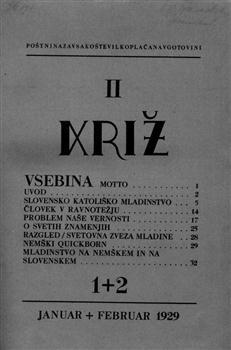 POŠTNINA ZA VSAKO ŠTEVILKO PLAČANA V GOTOVINI
II
KRIŽ
VSEBINA MOTTO . . . . . . . . . . 1
UVOD . . . . . . . . . . . . . . . . . . . 2
SLOVENSKO KATOLIŠKO MLADINSTVO . . 5
ČLOVEK V RAVNOTEŽJU . . . . . . . . . 14
PROBLEM NAŠE VERNOSTI . . . . . . . 17
O SVETIH ZNAMENJIH . . . . . . . . . . 25
RAZGLED / SVETOVNA ZVEZA MLADINE . . 28
NEMŠKI QUICKBORN . . . . . . . . . . . 29
MLADINSTVO NA NEMŠKEM IN NA
SLOVENSKEM . . . . . . . . . . . . . . . 32
1+2
JANUAR + FEBRUAR 1929